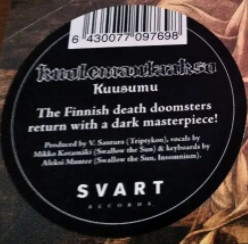 6 430077 097698
Kuolemanlaakso
Kuusumu
The Finnish death doomsters
return with a dark masterpiece!
Produced by V. Santura (Triptykon), vocals by
Mikko Kotamäki (Swallow the Sun) & keyboards by
Aleksi Munter (Swallow the Sun, Insomnium).
SVART
RECORDS